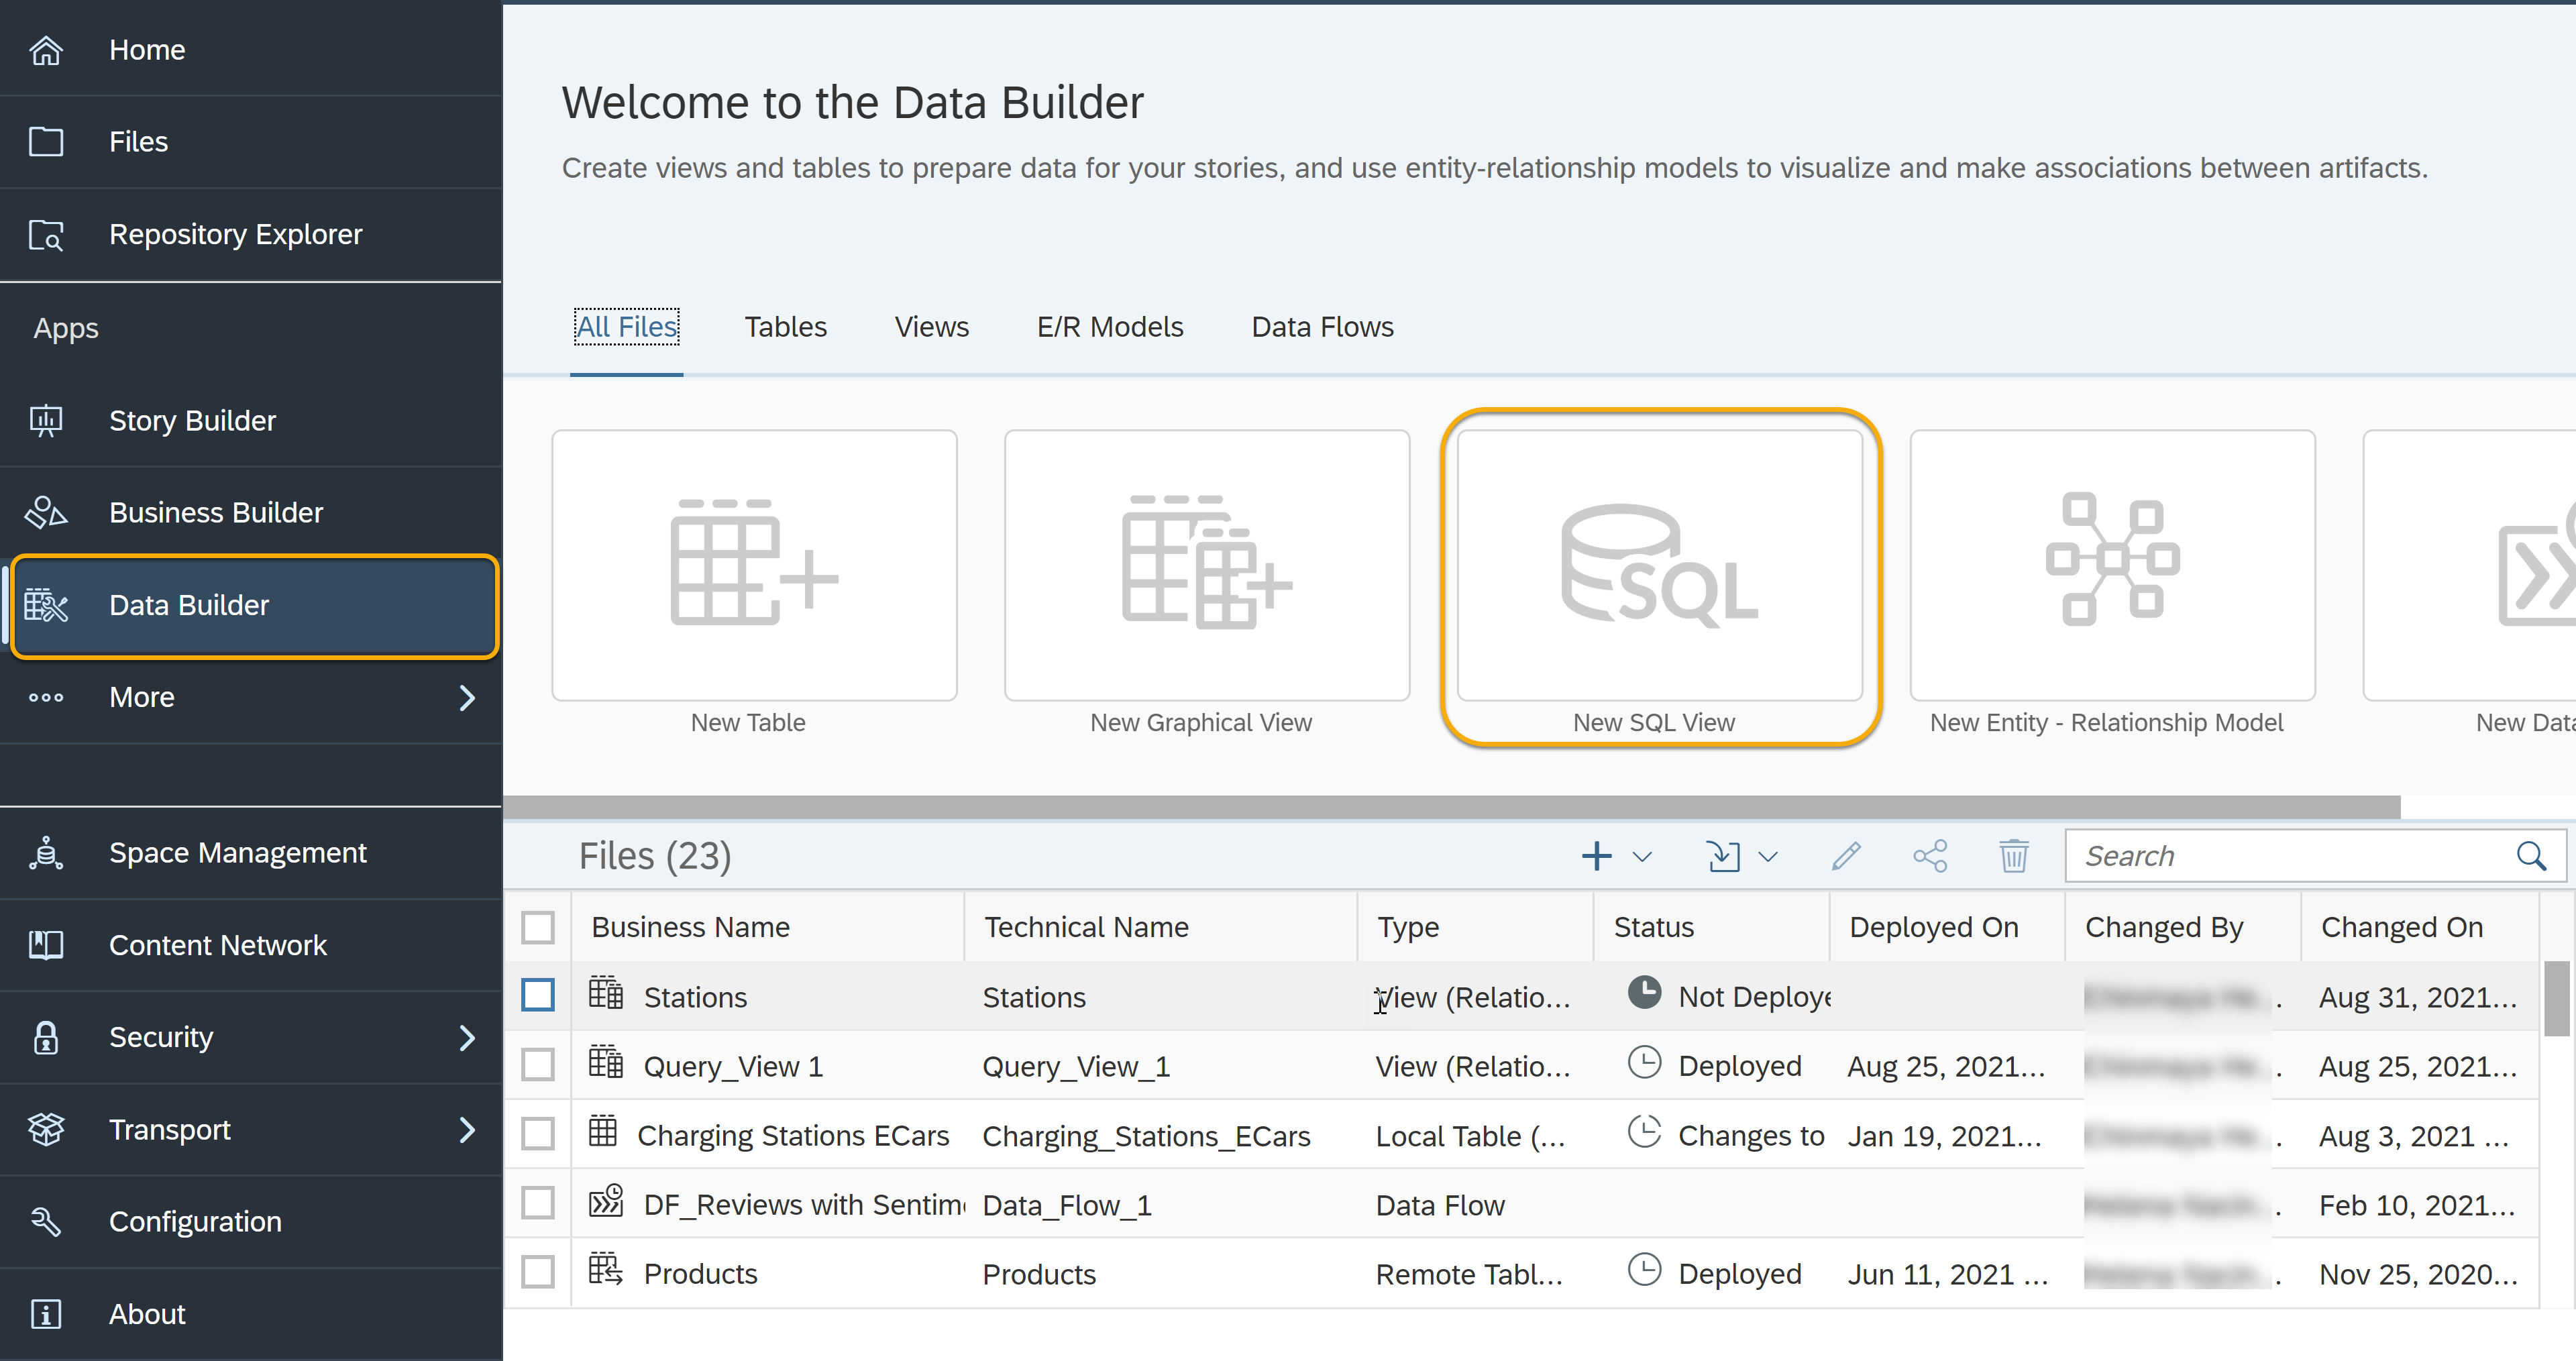 Home
Files
Repository Explorer
Apps
Story Builder
Business Builder
Data Builder
More
Space Management
Content Network
Security
Transport
Configuration
About
Welcome to the Data Builder
Create views and tables to prepare data for your stories, and use entity-relationship models to visualize and make associations between artifacts.
All Files Tables Views E/R Models Data Flows
SQL
New Table New Graphical View New SQL View New Entity - Relationship Model New
Files (23) Search
Business Name Technical Name Type Status Deployed On Changed By Changed On
Stations Stations View (Relatio... Not Deploye Aug 31, 2021...
Query_View 1 Query_View_1 View (Relatio... Deployed Aug 25, 2021... Aug 25, 2021...
Charging Stations ECars Charging_Stations_ECars Local Table (... Changes to Jan 19, 2021... Aug 3, 2021 ...
DF_Reviews with Sentim Data_Flow_1 Data Flow Feb 10, 2021...
Products Products Remote Tabl... Deployed Jun 11, 2021 ... Nov 25, 2020...